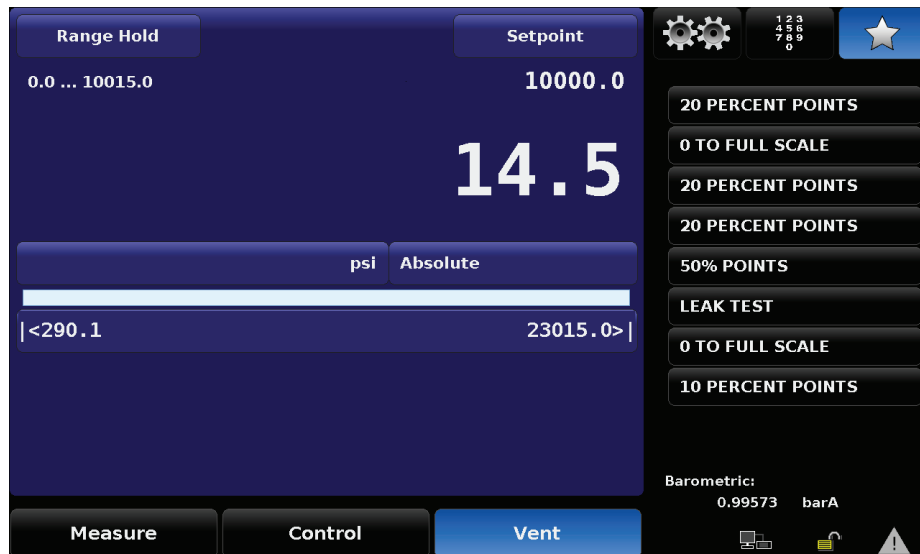 Range Hold
Setpoint
1 2 3
4 5 6
7 8 9
0
0.0 ... 10015.0
10000.0
14.5
psi
Absolute
|<290.1
23015.0>|
20 PERCENT POINTS
0 TO FULL SCALE
20 PERCENT POINTS
20 PERCENT POINTS
50% POINTS
LEAK TEST
0 TO FULL SCALE
10 PERCENT POINTS
Barometric:
0.99573 barA
Measure
Control
Vent